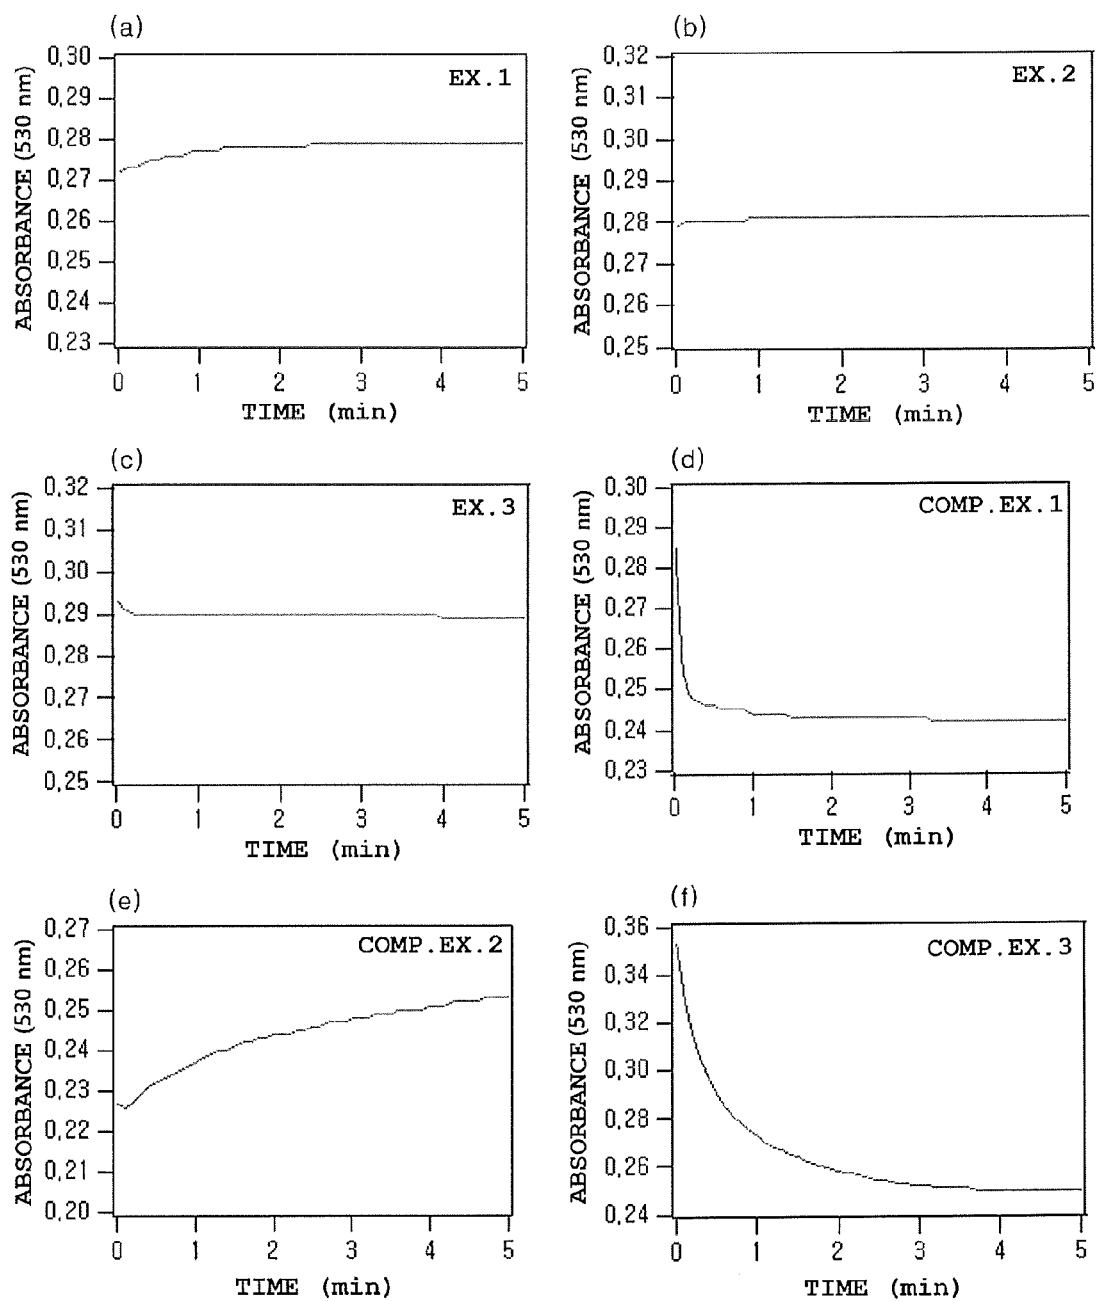 (a)
ABSORBANCE (530 nm)
0,30
0,29
0,28
0,27
0,26
0,25
0,24
0,23
EX.1
0 1 2 3 4 5
TIME (min)
(b)
ABSORBANCE (530 nm)
0,32
0,31
0,30
0,29
0,28
0,27
0,26
0,25
EX.2
0 1 2 3 4 5
TIME (min)
(c)
ABSORBANCE (530 nm)
0,32
0,31
0,30
0,29
0,28
0,27
0,26
0,25
EX.3
0 1 2 3 4 5
TIME (min)
(d)
ABSORBANCE (530 nm)
0,30
0,29
0,28
0,27
0,26
0,25
0,24
0,23
COMP.EX.1
0 1 2 3 4 5
TIME (min)
(e)
ABSORBANCE (530 nm)
0,27
0,26
0,25
0,24
0,23
0,22
0,21
0,20
COMP.EX.2
0 1 2 3 4 5
TIME (min)
(f)
ABSORBANCE (530 nm)
0,36
0,34
0,32
0,30
0,28
0,26
0,24
COMP.EX.3
0 1 2 3 4 5
TIME (min)